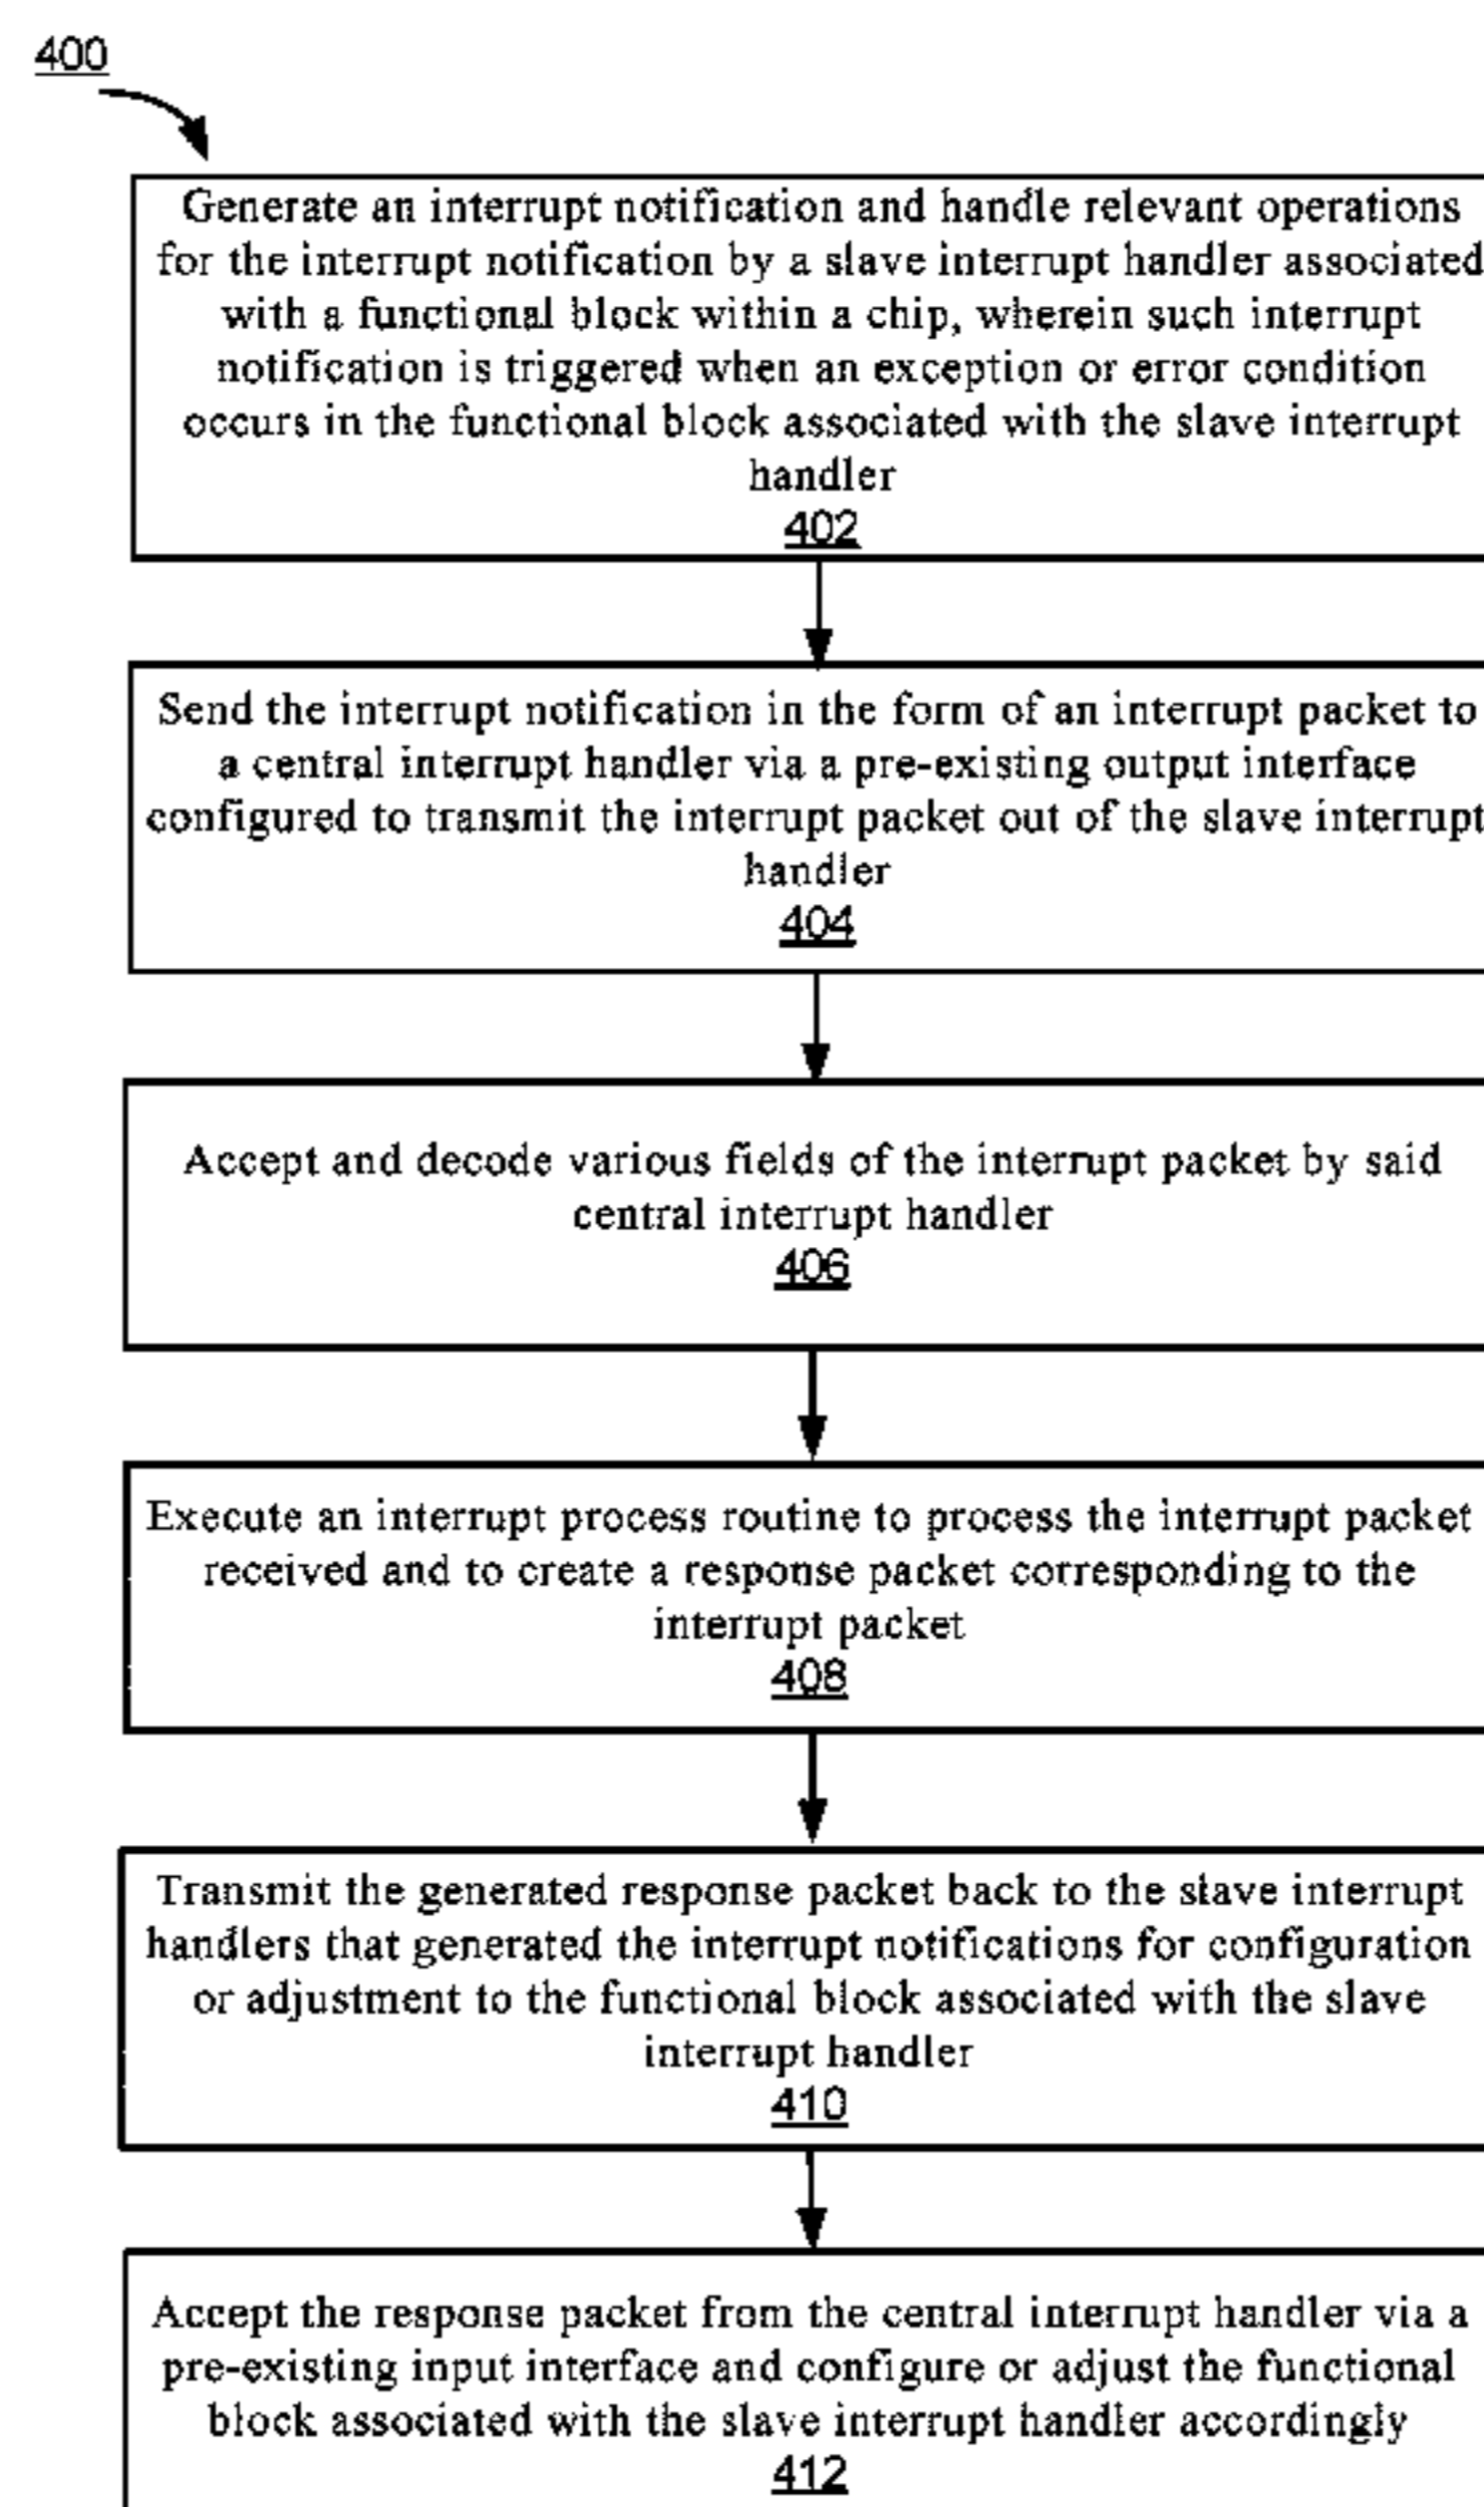 400
Generate an interrupt notification and handle relevant operations
for the interrupt notification by a slave interrupt handler associated
with a functional block within a chip, wherein such interrupt
notification is triggered when an exception or error condition
occurs in the functional block associated with the slave interrupt
handler
402
Send the interrupt notification in the form of an interrupt packet to
a central interrupt handler via a pre-existing output interface
configured to transmit the interrupt packet out of the slave interrupt
handler
404
Accept and decode various fields of the interrupt packet by said
central interrupt handler
406
Execute an interrupt process routine to process the interrupt packet
received and to create a response packet corresponding to the
interrupt packet
408
Transmit the generated response packet back to the slave interrupt
handlers that generated the interrupt notifications for configuration
or adjustment to the functional block associated with the slave
interrupt handler
410
Accept the response packet from the central interrupt handler via a
pre-existing input interface and configure or adjust the functional
block associated with the slave interrupt handler accordingly
412